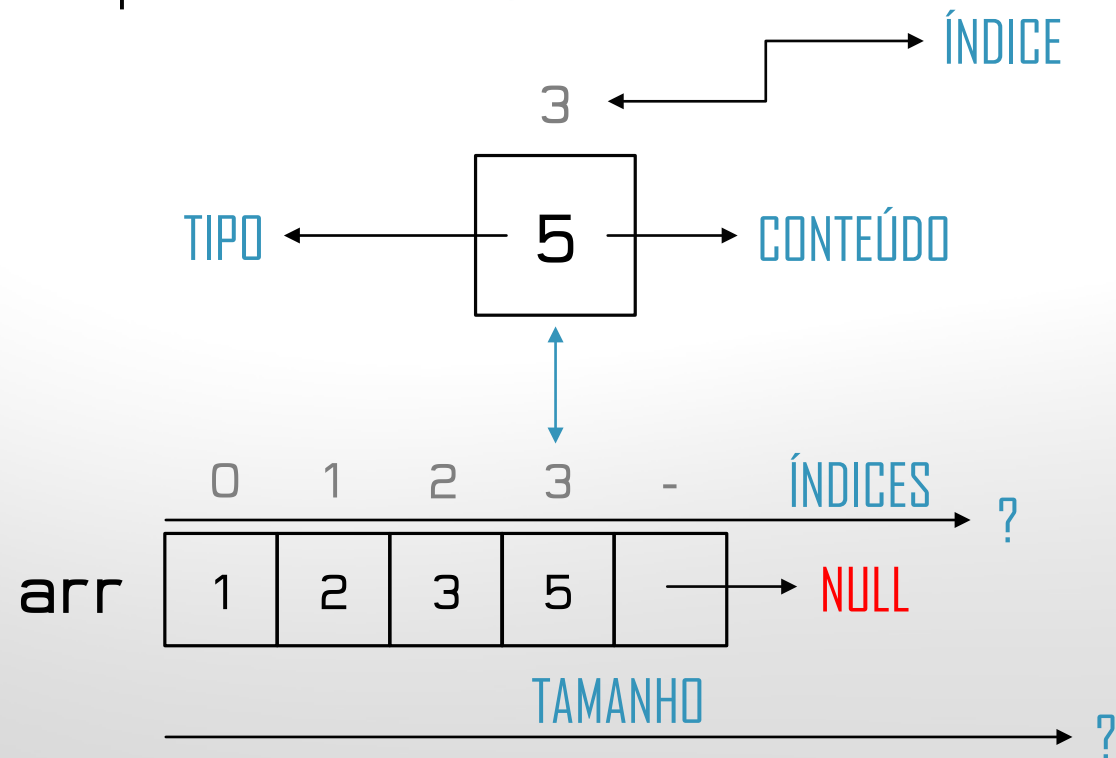 ÍNDICE
3
TIPO 5 CONTEÚDO
0 1 2 3 - ÍNDICES ?
arr 1 2 3 5 NULL
TAMANHO ?